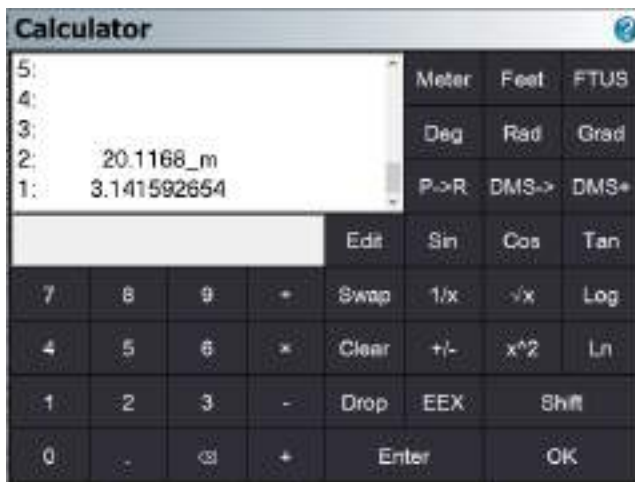 Calculator
?
5:
4:
3:
2: 20.1168_m
1: 3.141592654
Meter Feet FTUS
Deg Rad Grad
P->R DMS-> DMS+
Edit Sin Cos Tan
7 8 9 ÷ Swap 1/x √x Log
4 5 6 × Clear +/- x^2 Ln
1 2 3 - Drop EEX Shift
0 . + Enter OK